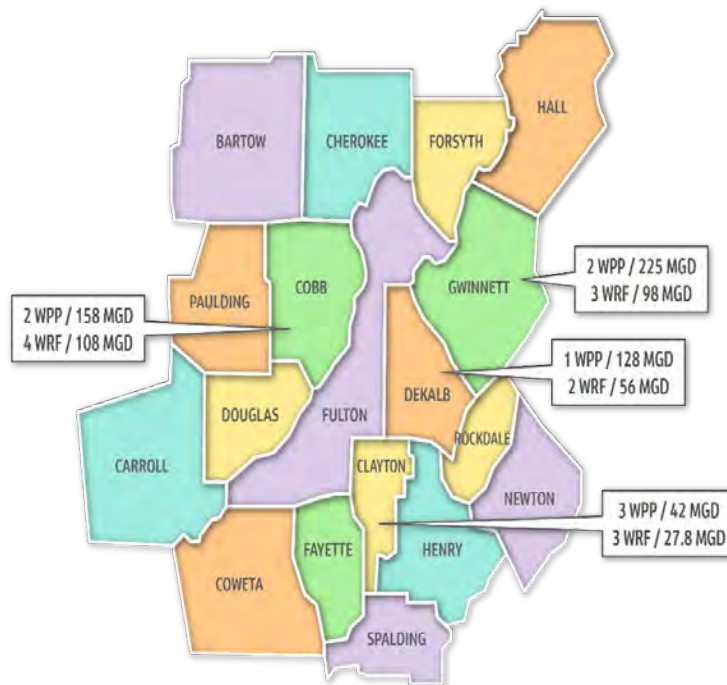 HALL
BARTOW
CHEROKEE
FORSYTH
2 WPP / 225 MGD
3 WRF / 98 MGD
COBB
GWINNETT
PAULDING
2 WPP / 158 MGD
4 WRF / 108 MGD
1 WPP / 128 MGD
2 WRF / 56 MGD
DEKALB
DOUGLAS
FULTON
ROCKDALE
CARROLL
CLAYTON
NEWTON
3 WPP / 42 MGD
3 WRF / 27.8 MGD
FAYETTE
HENRY
COWETA
SPALDING